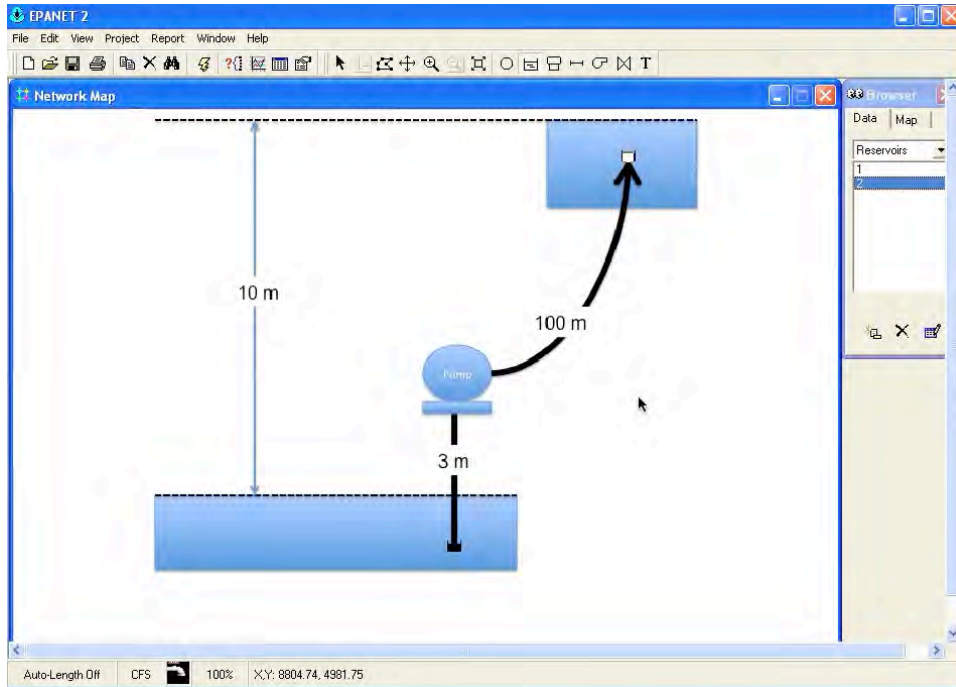 EPANET 2
File Edit View Project Report Window Help
T
Network Map
Browser
Data Map
Reservoirs
1
2
10 m
100 m
Pump
3 m
Auto-Length Off CFS 100% X,Y: 8804.74, 4981.75